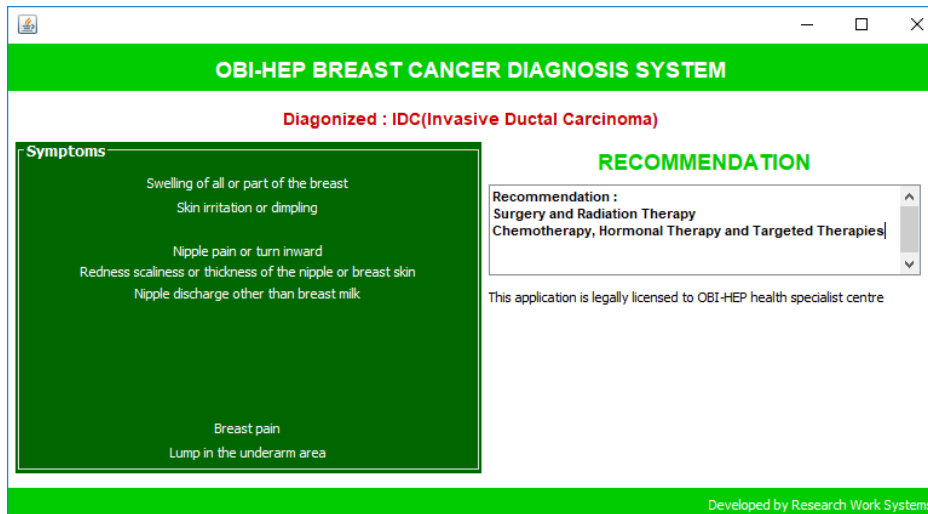 OBI-HEP BREAST CANCER DIAGNOSIS SYSTEM
Diagonized : IDC(Invasive Ductal Carcinoma)
Symptoms
Swelling of all or part of the breast
Skin irritation or dimpling
Nipple pain or turn inward
Redness scaliness or thickness of the nipple or breast skin
Nipple discharge other than breast milk
Breast pain
Lump in the underarm area
RECOMMENDATION
Recommendation :
Surgery and Radiation Therapy
Chemotherapy, Hormonal Therapy and Targeted Therapies
This application is legally licensed to OBI-HEP health specialist centre
Developed by Research Work Systems